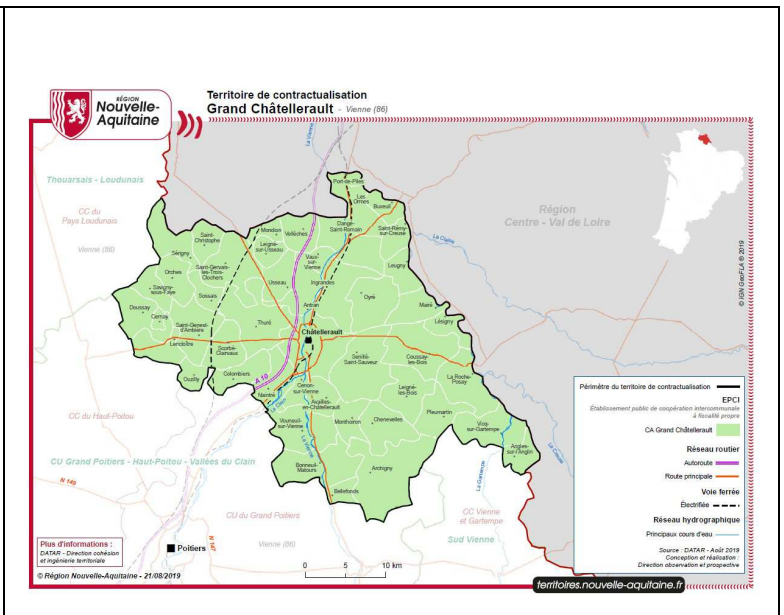 RÉGION
Nouvelle-
Aquitaine
Territoire de contractualisation
Grand Châtellerault - Vienne (86)
Thouarsais - Loudunais
CC du
Pays Loudunais
Vienne (86)
Région
Centre - Val de Loire
© IGN GeoFLA ® 2019
La Vienne
Port-de-Piles
Les
Ormes
Buxeuil
Dangé-
Saint-Romain
Saint-Rémy-
sur-Creuse
La Claise
Mondion
Vellèches
Saint-
Christophe
Leigné-
sur-Usseau
Sérigny
Vaux-
sur-
Vienne
Leugny
Orches
Saint-Gervais-
les-Trois-
Clochers
Usseau
Ingrandes
Savigny-
sous-Faye
Sossais
Oyré
Antran
Mairé
Doussay
Cernay
Saint-Genest-
d'Ambière
Thuré
Lésigny
Châtellerault
Lencloître
Scorbé-
Clairvaux
Senillé-
Saint-Sauveur
Coussay-
les-Bois
Ouzilly
Colombiers
A 10
La Roche-
Posay
Naintré
Cenon-
sur-Vienne
Leigné-
les-Bois
Le Clain
Availles-
en-Châtellerault
Pleumartin
Vouneuil-
sur-Vienne
Monthoiron
Chenevelles
Vicq-
sur-Gartempe
La Vienne
Angles-
sur-l'Anglin
La Creuse
Bonneuil-
Matours
Archigny
La Gartempe
Bellefonds
CC du Haut-Poitou
CU Grand Poitiers - Haut-Poitou - Vallées du Clain
N 149
CU du Grand Poitiers
Vienne (86)
CC Vienne
et Gartempe
Sud Vienne
N 147
Poitiers
0 5 10 km
Périmètre du territoire de contractualisation
EPCI
Établissement public de coopération intercommunale
à fiscalité propre
CA Grand Châtellerault
Réseau routier
Autoroute
Route principale
Voie ferrée
Électrifiée
Réseau hydrographique
Principaux cours d'eau
Source : DATAR - Août 2019
Conception et réalisation :
Direction observation et prospective
Plus d'informations :
DATAR - Direction cohésion
et ingénierie territoriale
© Région Nouvelle-Aquitaine - 21/08/2019
territoires.nouvelle-aquitaine.fr